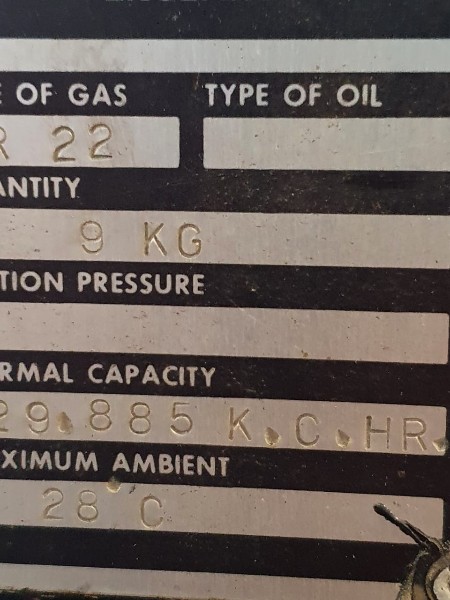 E OF GAS TYPE OF OIL
R 22
ANTITY
9 KG
TION PRESSURE
RMAL CAPACITY
29.885 K.C.HR.
XIMUM AMBIENT
28°C